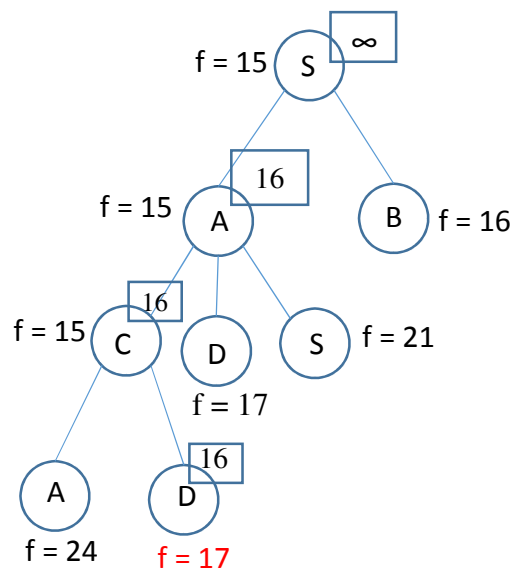 ∞
f = 15 S
16
f = 15 A B f = 16
16
f = 15 C D S f = 21
f = 17
16
A D
f = 24 f = 17